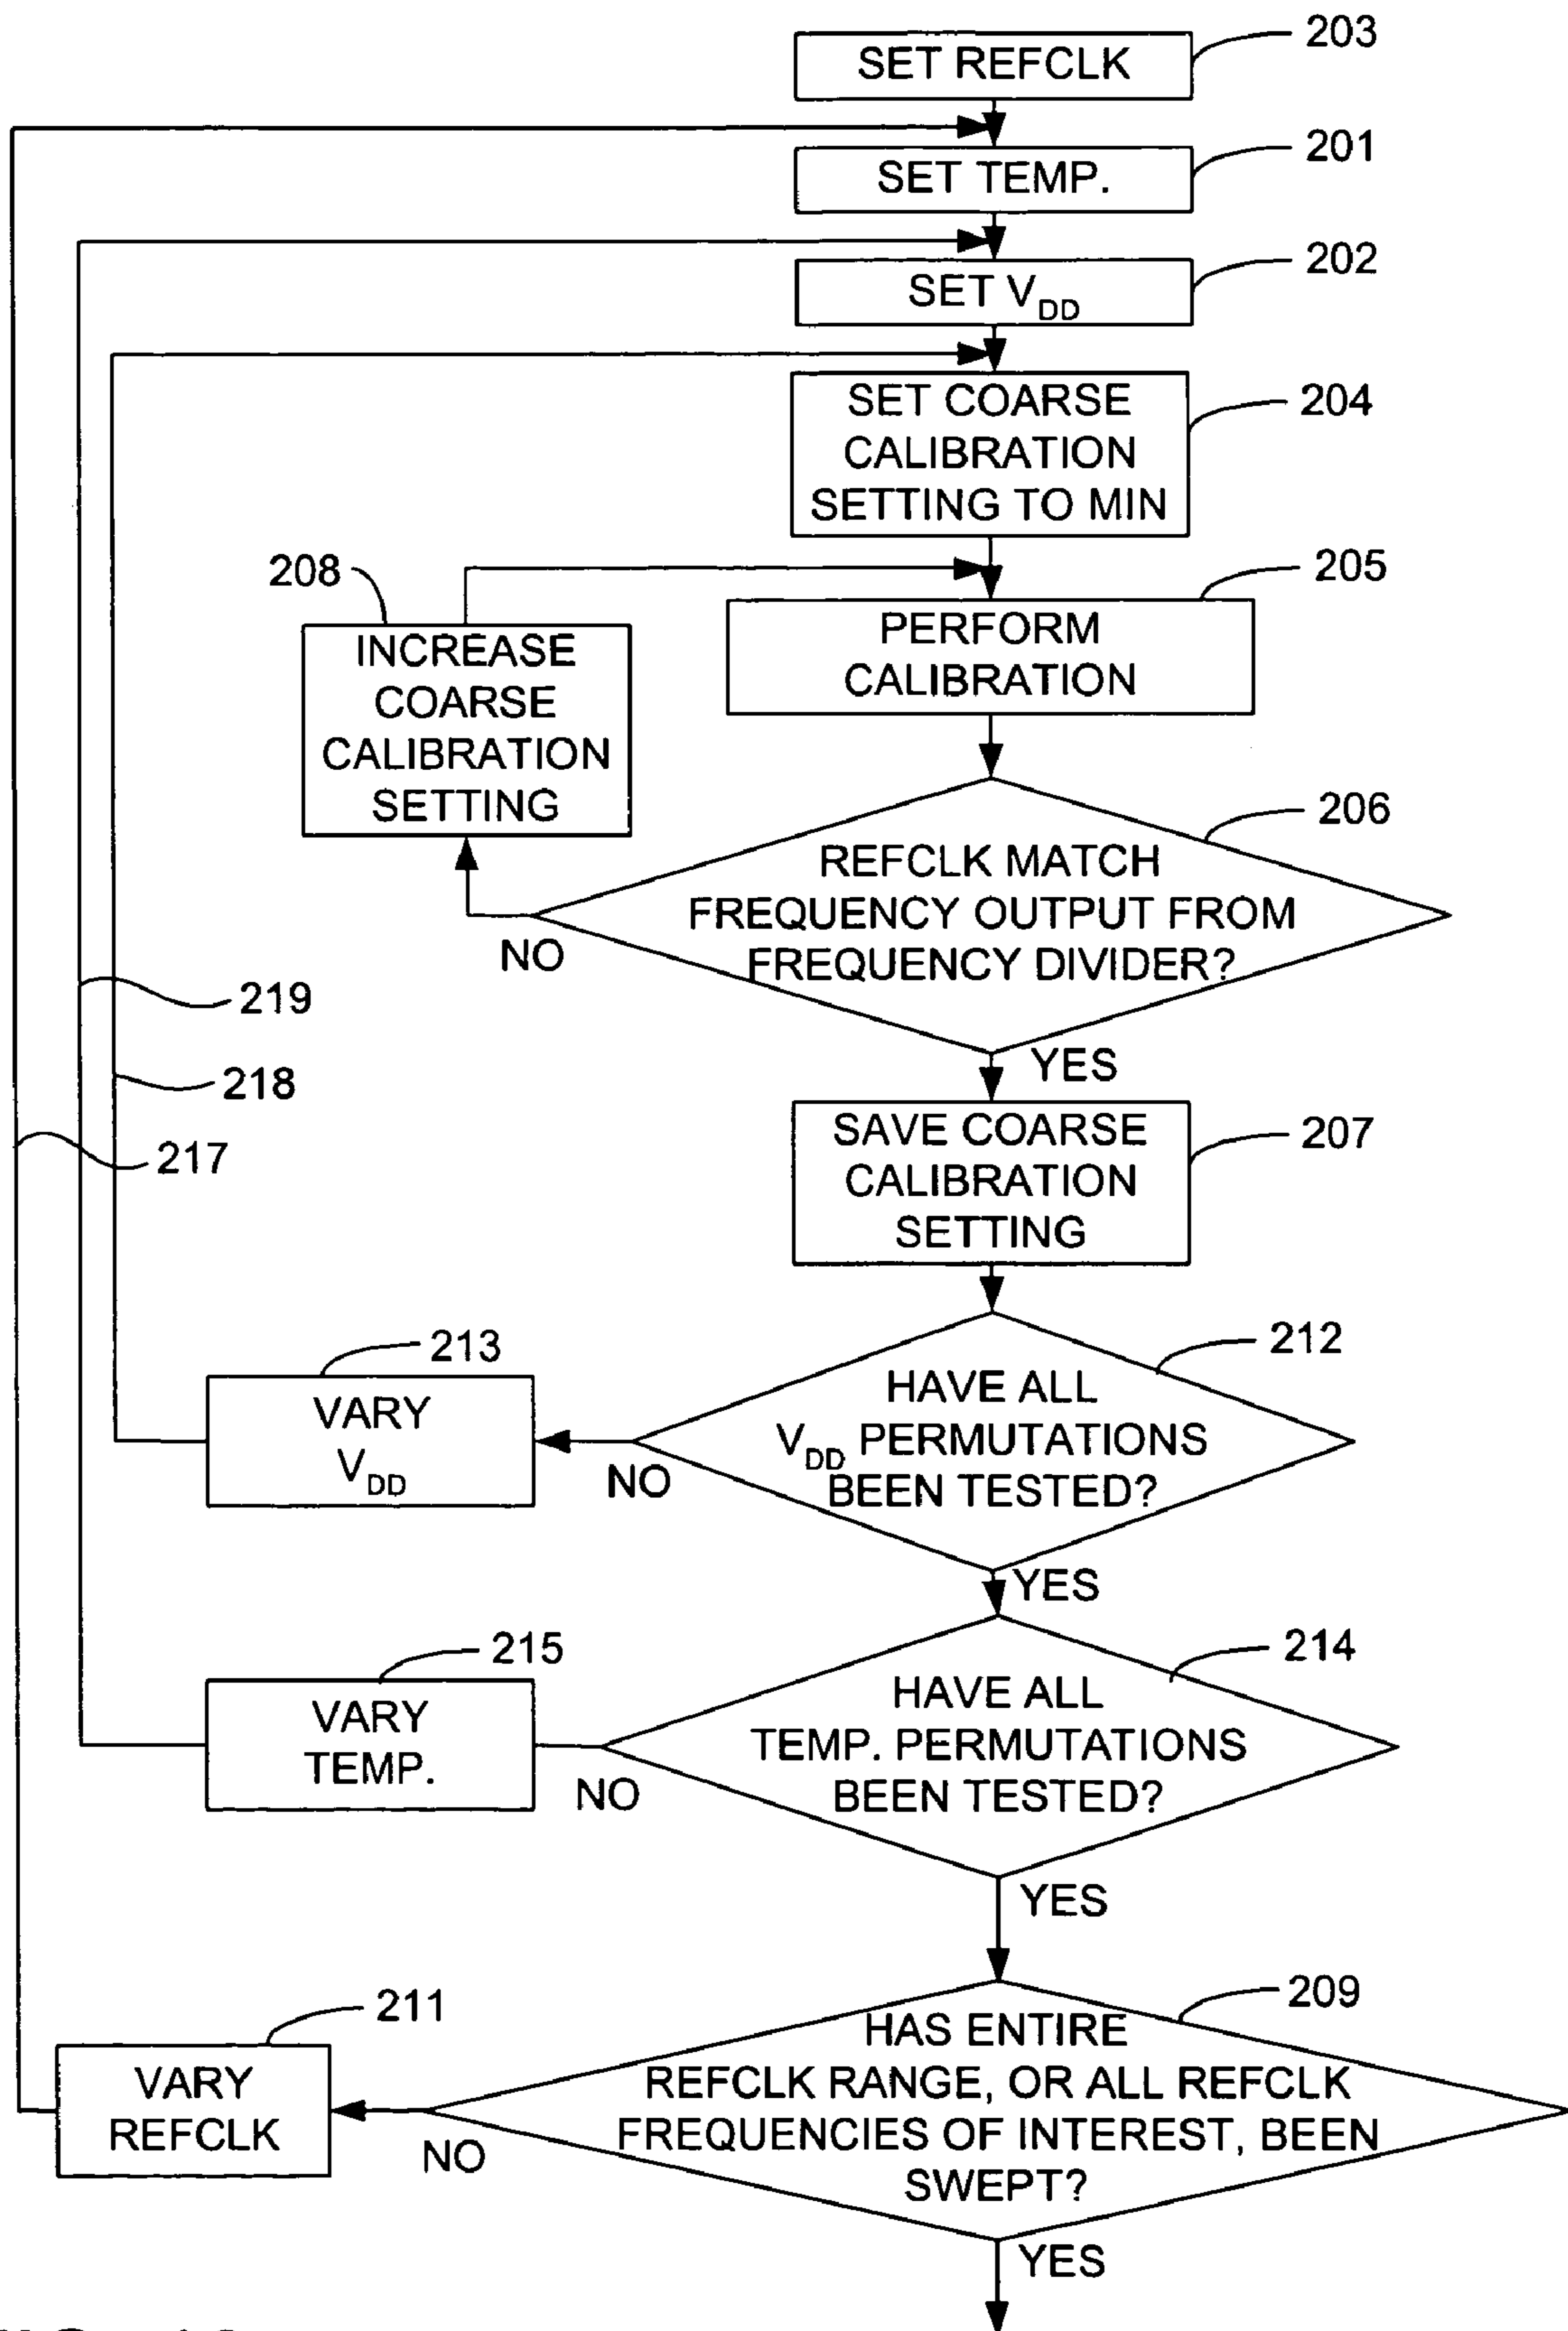 SET REFCLK
203
SET TEMP.
201
SET VDD
202
SET COARSE
CALIBRATION
SETTING TO MIN
204
208
INCREASE
COARSE
CALIBRATION
SETTING
205
PERFORM
CALIBRATION
206
REFCLK MATCH
FREQUENCY OUTPUT FROM
FREQUENCY DIVIDER?
NO
YES
219
218
217
SAVE COARSE
CALIBRATION
SETTING
207
212
HAVE ALL
VDD PERMUTATIONS
BEEN TESTED?
NO
YES
213
VARY
VDD
214
HAVE ALL
TEMP. PERMUTATIONS
BEEN TESTED?
NO
YES
215
VARY
TEMP.
209
HAS ENTIRE
REFCLK RANGE, OR ALL REFCLK
FREQUENCIES OF INTEREST, BEEN
SWEPT?
NO
YES
211
VARY
REFCLK